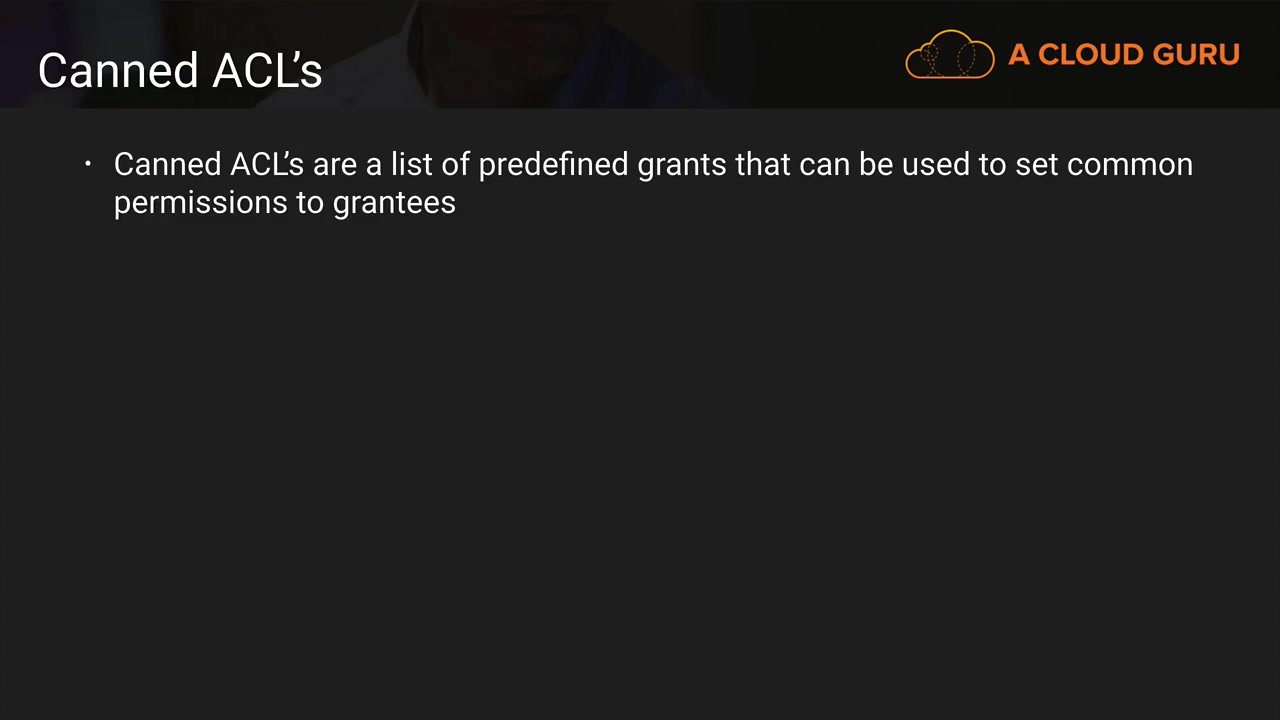 Canned ACL’s
A CLOUD GURU
• Canned ACL’s are a list of predefined grants that can be used to set common
permissions to grantees